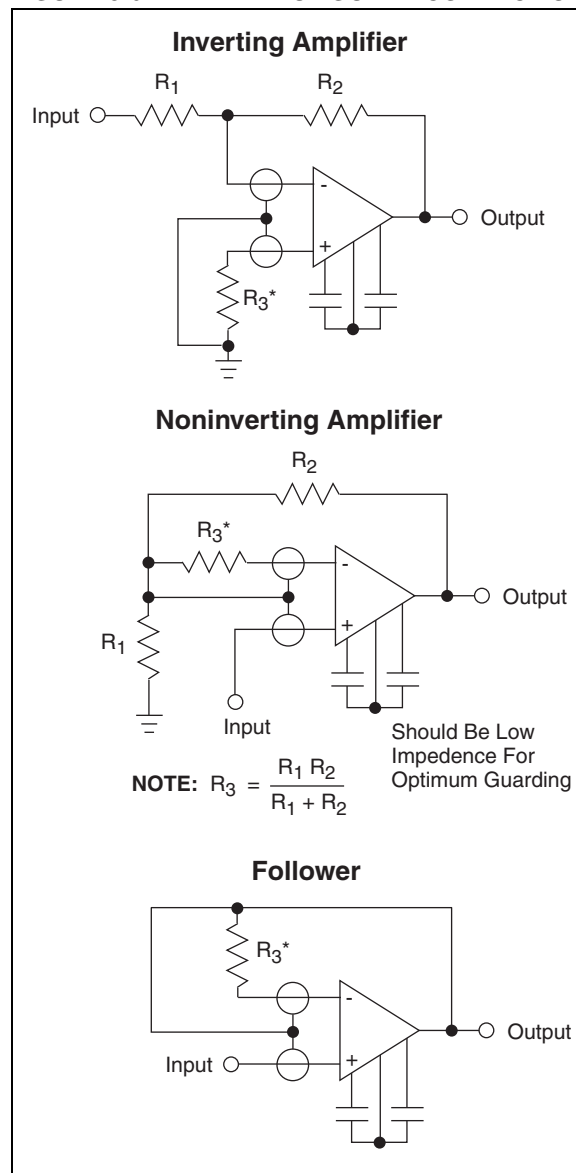 Inverting Amplifier
R1
R2
Input
-
+
Output
R3*
Noninverting Amplifier
R2
R3*
-
+
Output
R1
Input
Should Be Low
Impedence For
Optimum Guarding
NOTE: R3 = R1 R2 / R1 + R2
Follower
R3*
-
+
Output
Input